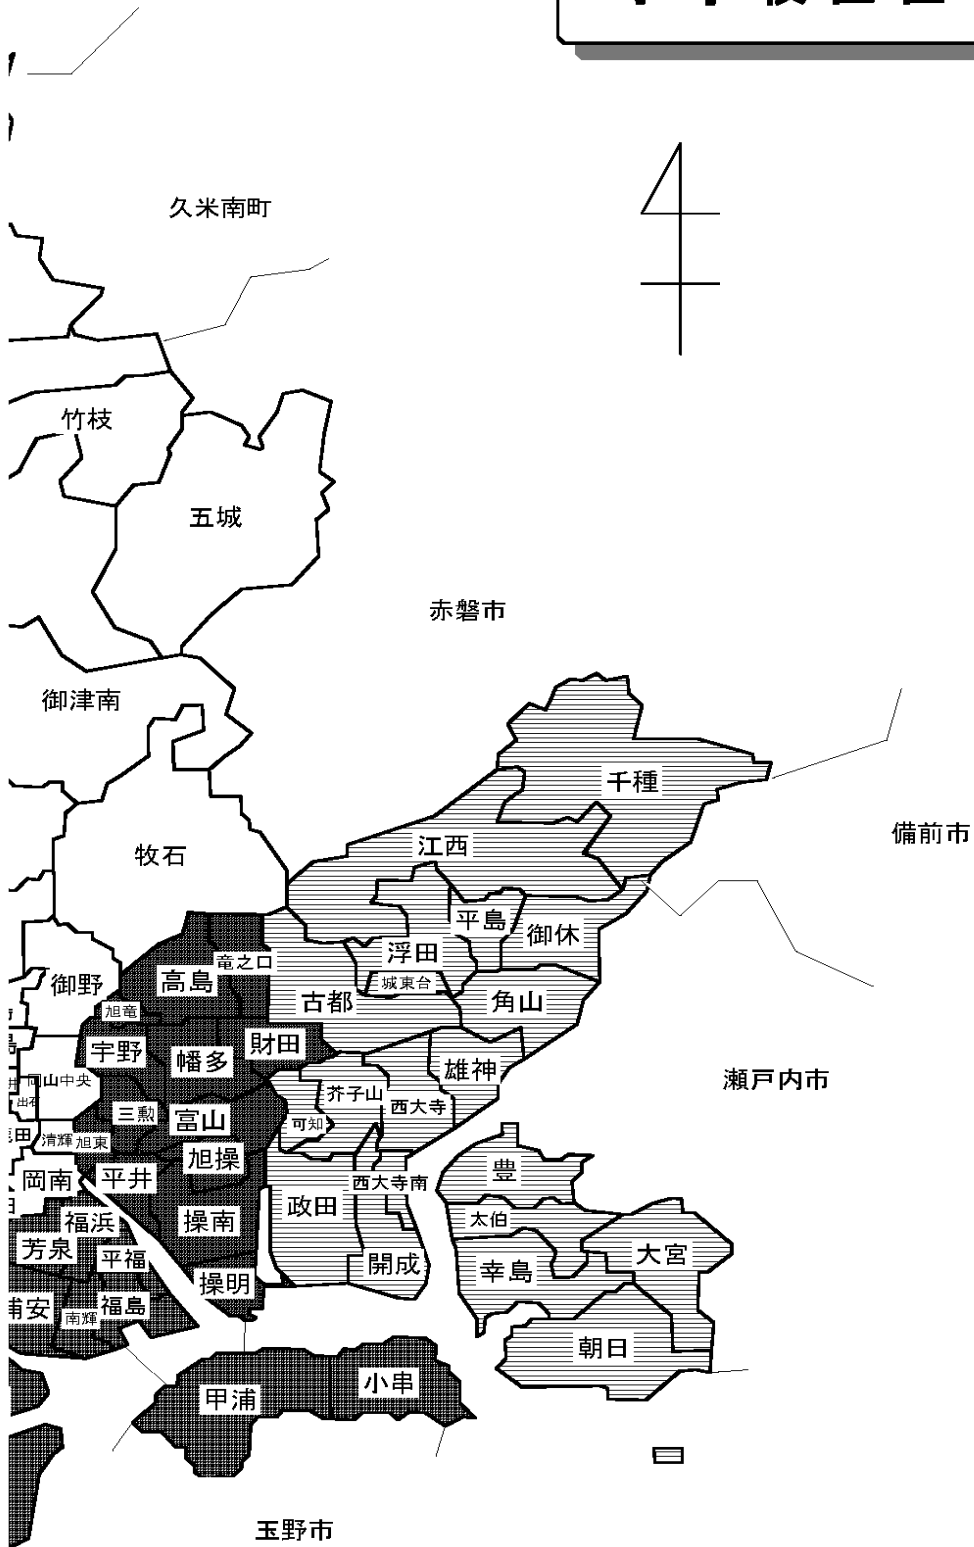 久米南町
竹枝
五城
赤磐市
御津南
千種
備前市
江西
牧石
平島
御休
浮田
竜之口
高島
城東台
御野
古都
角山
旭竜
財田
宇野
幡多
雄神
岡山中央
瀬戸内市
芥子山
西大寺
三勲
富山
可知
清輝
旭東
旭操
豊
岡南
平井
西大寺南
政田
福浜
操南
太伯
芳泉
平福
大宮
開成
幸島
操明
浦安
南輝
福島
朝日
小串
甲浦
玉野市